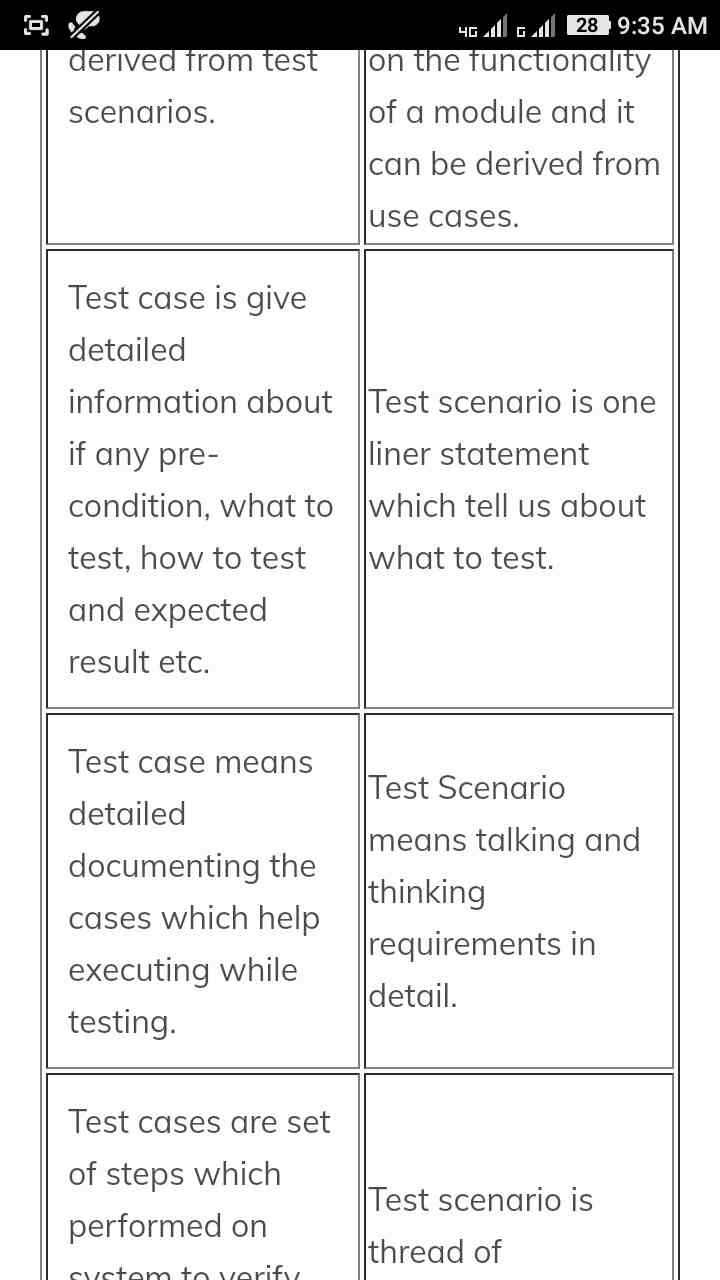 4G G 28 9:35 AM
derived from test
scenarios.
on the functionality
of a module and it
can be derived from
use cases.
Test case is give
detailed
information about
if any pre-
condition, what to
test, how to test
and expected
result etc.
Test scenario is one
liner statement
which tell us about
what to test.
Test case means
detailed
documenting the
cases which help
executing while
testing.
Test Scenario
means talking and
thinking
requirements in
detail.
Test cases are set
of steps which
performed on
system to verify
Test scenario is
thread of